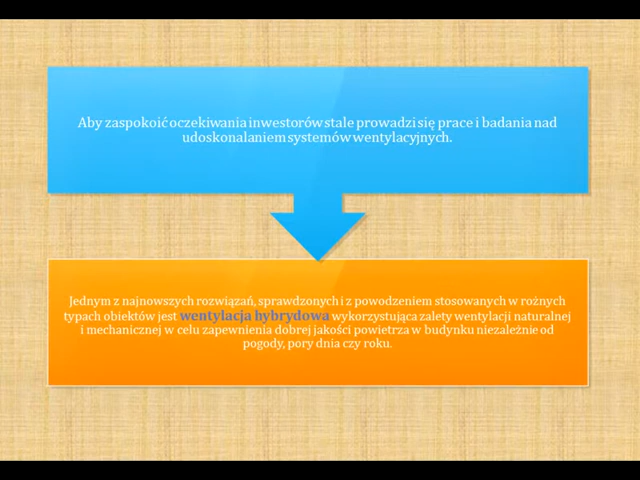 Aby zaspokoić oczekiwania inwestorów stale prowadzi się prace i badania nad
udoskonalaniem systemów wentylacyjnych.
Jednym z najnowszych rozwiązań, sprawdzonych i z powodzeniem stosowanych w rożnych
typach obiektów jest wentylacja hybrydowa wykorzystująca zalety wentylacji naturalnej
i mechanicznej w celu zapewnienia dobrej jakości powietrza w budynku niezależnie od
pogody, pory dnia czy roku.